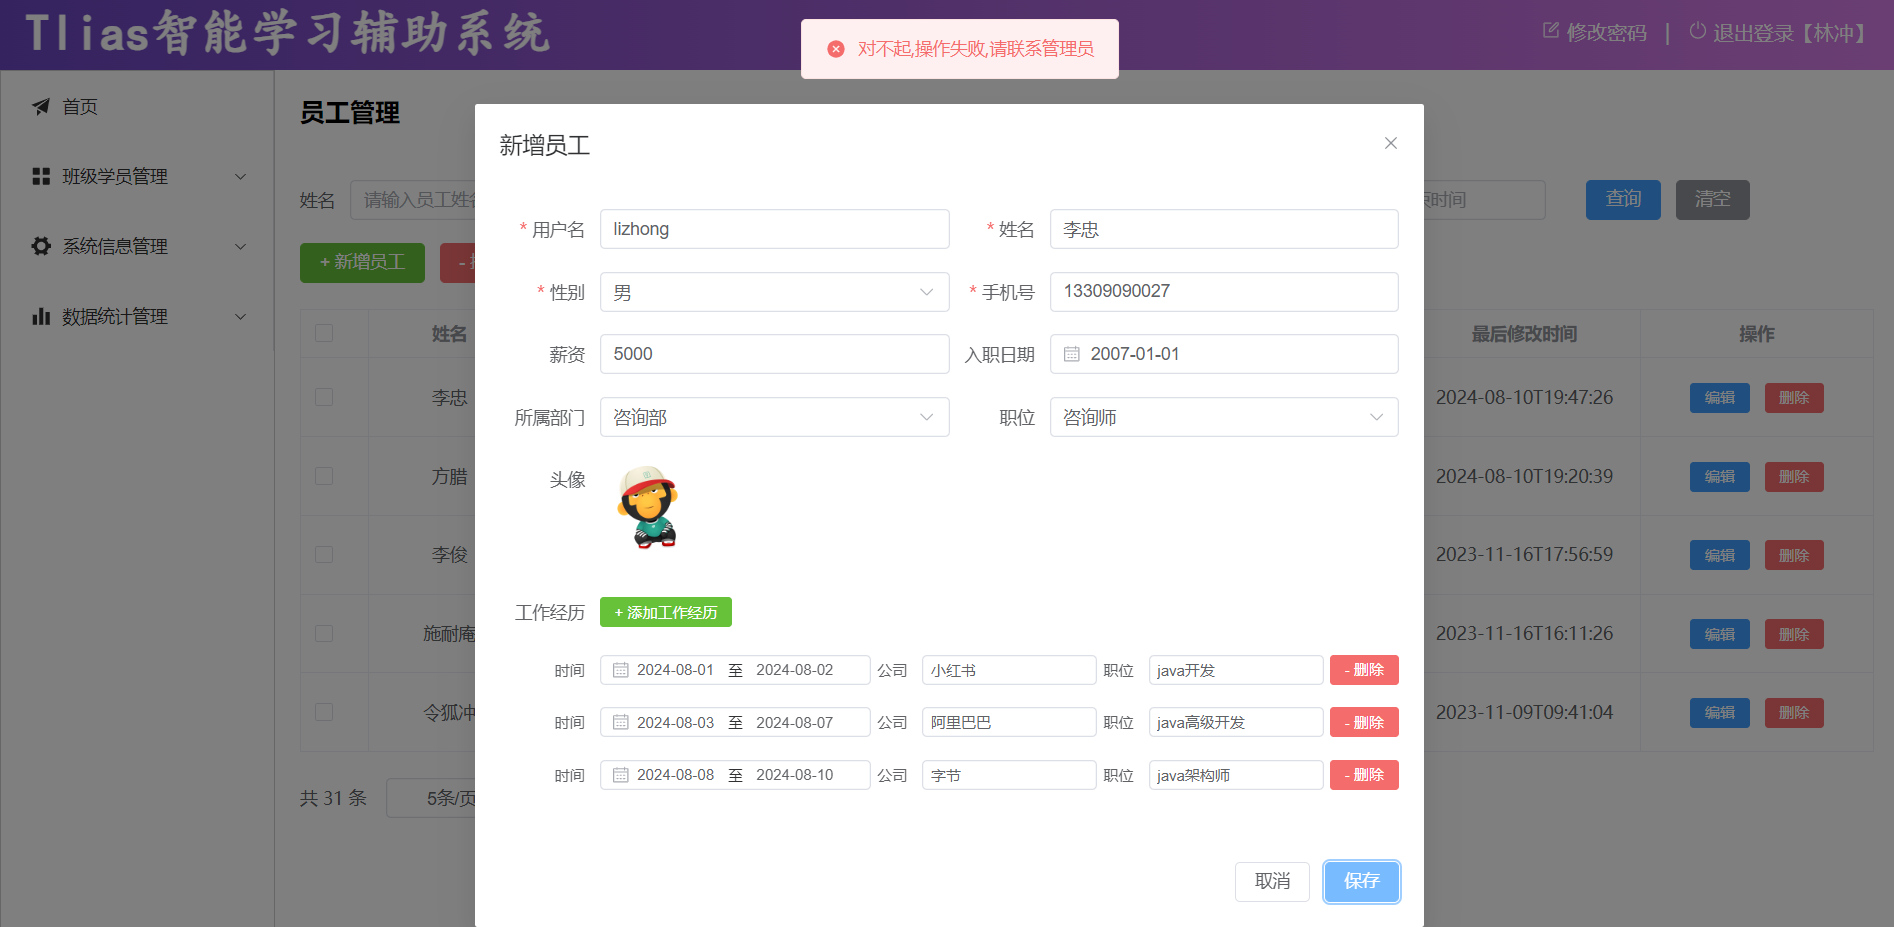 Tlias智能学习辅助系统
对不起,操作失败,请联系管理员
修改密码 | 退出登录【林冲】
首页
班级学员管理
系统信息管理
数据统计管理
员工管理
姓名 请输入员工姓名
时间
查询 清空
+ 新增员工
姓名 最后修改时间 操作
李忠 2024-08-10T19:47:26 编辑 删除
方腊 2024-08-10T19:20:39 编辑 删除
李俊 2023-11-16T17:56:59 编辑 删除
施耐庵 2023-11-16T16:11:26 编辑 删除
令狐冲 2023-11-09T09:41:04 编辑 删除
共 31 条 5条/页
新增员工
* 用户名 lizhong * 姓名 李忠
* 性别 男 * 手机号 13309090027
薪资 5000 入职日期 2007-01-01
所属部门 咨询部 职位 咨询师
头像
工作经历 + 添加工作经历
时间 2024-08-01 至 2024-08-02 公司 小红书 职位 java开发 - 删除
时间 2024-08-03 至 2024-08-07 公司 阿里巴巴 职位 java高级开发 - 删除
时间 2024-08-08 至 2024-08-10 公司 字节 职位 java架构师 - 删除
取消 保存